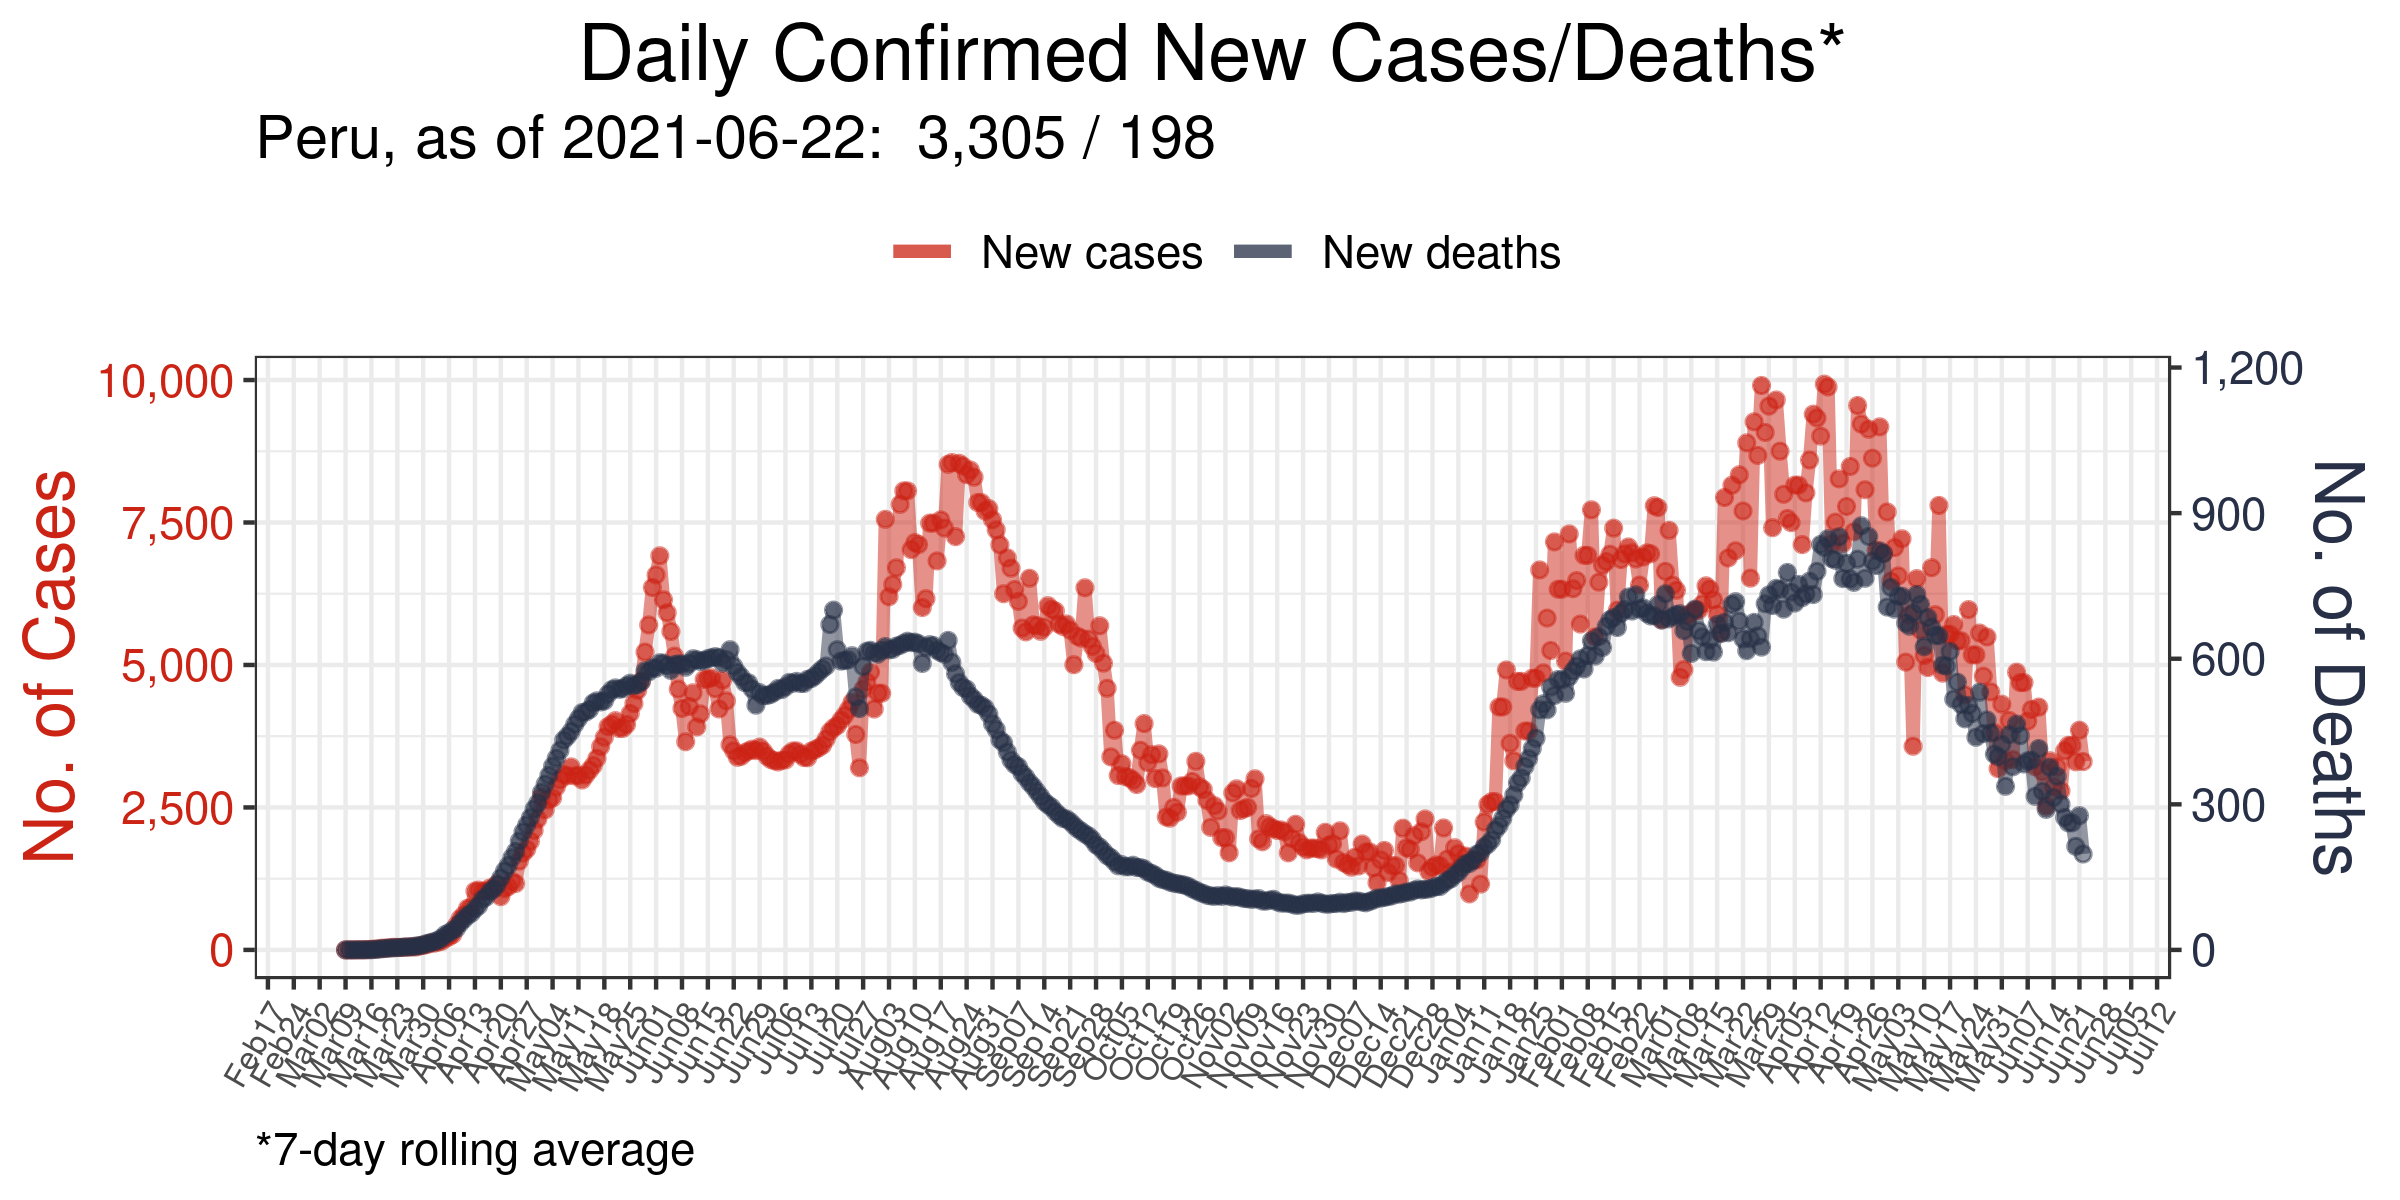 Daily Confirmed New Cases/Deaths*
Peru, as of 2021-06-22:  3,305 / 198
New cases
New deaths
No. of Cases
10,000
7,500
5,000
2,500
0
1,200
900
600
300
0
No. of Deaths
Feb17
Feb24
Mar02
Mar09
Mar16
Mar23
Mar30
Apr06
Apr13
Apr20
Apr27
May04
May11
May18
May25
Jun01
Jun08
Jun15
Jun22
Jun29
Jul06
Jul13
Jul20
Jul27
Aug03
Aug10
Aug17
Aug24
Aug31
Sep07
Sep14
Sep21
Sep28
Oct05
Oct12
Oct19
Oct26
Nov02
Nov09
Nov16
Nov23
Nov30
Dec07
Dec14
Dec21
Dec28
Jan04
Jan11
Jan18
Jan25
Feb01
Feb08
Feb15
Feb22
Mar01
Mar08
Mar15
Mar22
Mar29
Apr05
Apr12
Apr19
Apr26
May03
May10
May17
May24
May31
Jun07
Jun14
Jun21
Jun28
Jul05
Jul12
*7-day rolling average